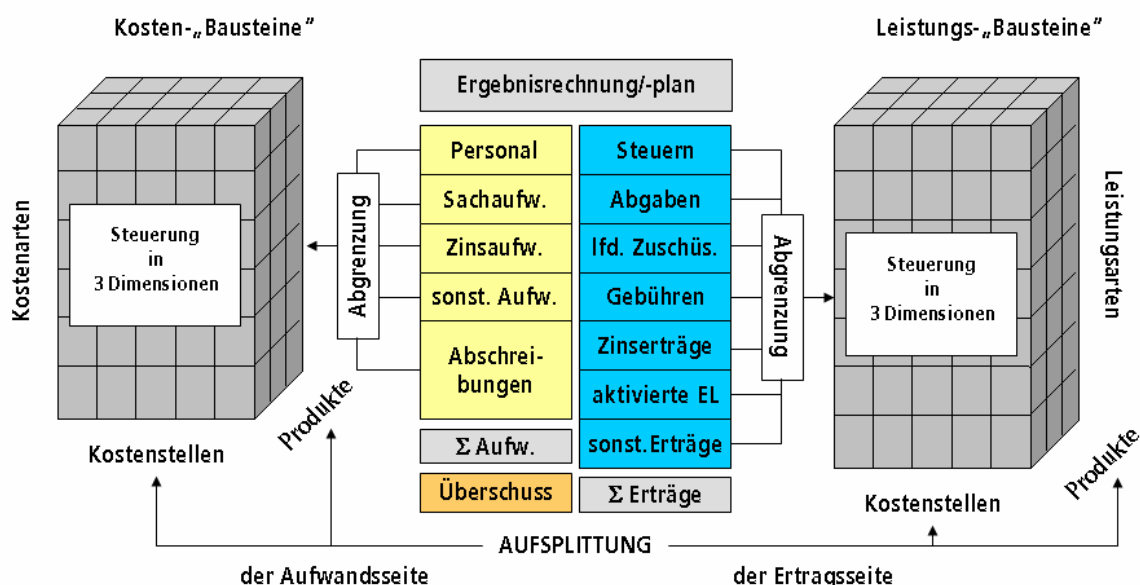 Kosten-„Bausteine“
Leistungs-„Bausteine“
Ergebnisrechnung/-plan
Kostenarten
Steuerung
in
3 Dimensionen
Kostenstellen
Produkte
Abgrenzung
Personal
Sachaufw.
Zinsaufw.
sonst. Aufw.
Abschrei-
bungen
Σ Aufw.
Überschuss
Steuern
Abgaben
lfd. Zuschüs.
Gebühren
Zinserträge
aktivierte EL
sonst.Erträge
Σ Erträge
Abgrenzung
Steuerung
in
3 Dimensionen
Leistungsarten
Kostenstellen
Produkte
AUFSPLITTUNG
der Aufwandsseite
der Ertragsseite